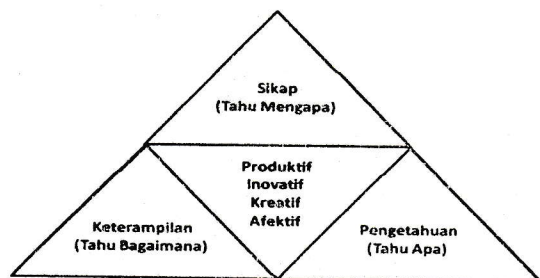 Sikap
(Tahu Mengapa)
Produktif
Inovatif
Kreatif
Afektif
Keterampilan
(Tahu Bagaimana)
Pengetahuan
(Tahu Apa)